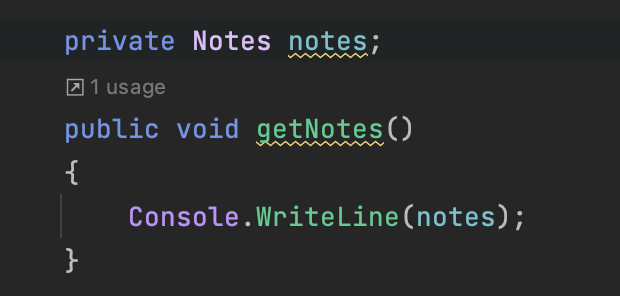 private Notes notes;
1 usage
public void getNotes()
{
Console.WriteLine(notes);
}